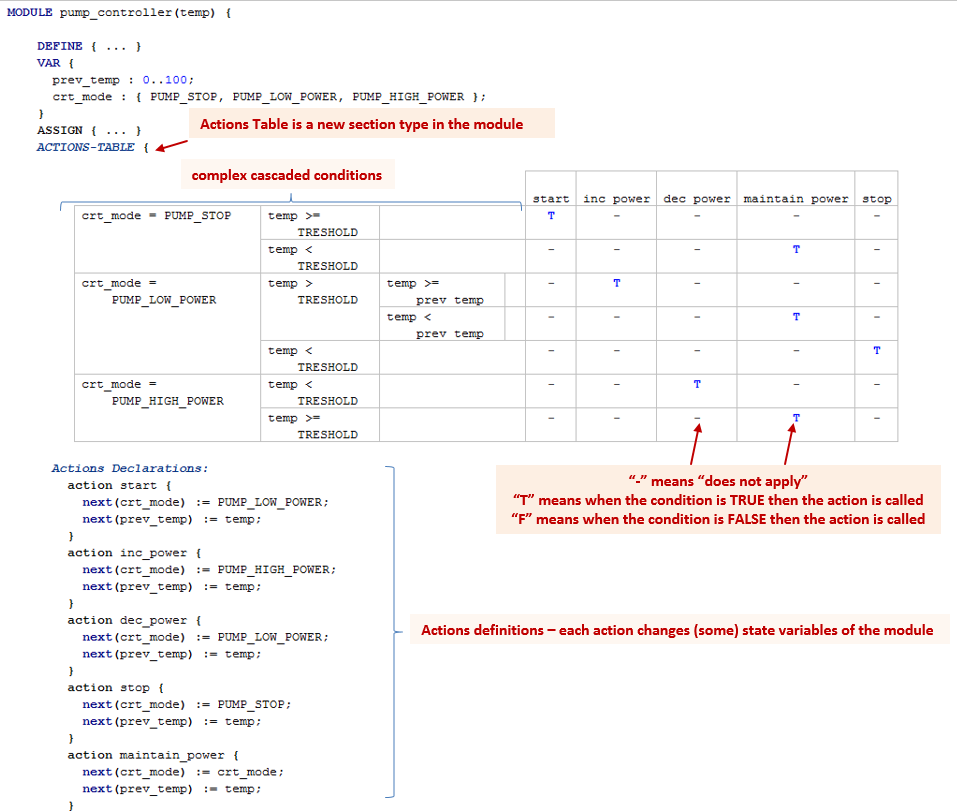 MODULE pump_controller(temp) {
DEFINE { ... }
VAR {
prev_temp : 0..100;
crt_mode : { PUMP_STOP, PUMP_LOW_POWER, PUMP_HIGH_POWER };
}
ASSIGN { ... }
Actions Table is a new section type in the module
ACTIONS-TABLE {
complex cascaded conditions
start inc power dec power maintain power stop
crt_mode = PUMP_STOP temp >= T - - - -
TRESHOLD
temp < - - - T -
TRESHOLD
crt_mode = temp > temp >= - T - - -
PUMP_LOW_POWER TRESHOLD prev temp
temp < - - - T -
prev temp
temp < - - - - T
TRESHOLD
crt_mode = temp < - - T - -
PUMP_HIGH_POWER TRESHOLD
temp >= - - - T -
TRESHOLD
Actions Declarations:
action start {
next(crt_mode) := PUMP_LOW_POWER;
next(prev_temp) := temp;
}
action inc_power {
next(crt_mode) := PUMP_HIGH_POWER;
next(prev_temp) := temp;
}
action dec_power {
next(crt_mode) := PUMP_LOW_POWER;
next(prev_temp) := temp;
}
action stop {
next(crt_mode) := PUMP_STOP;
next(prev_temp) := temp;
}
action maintain_power {
next(crt_mode) := crt_mode;
next(prev_temp) := temp;
}
“-” means “does not apply”
“T” means when the condition is TRUE then the action is called
“F” means when the condition is FALSE then the action is called
Actions definitions – each action changes (some) state variables of the module